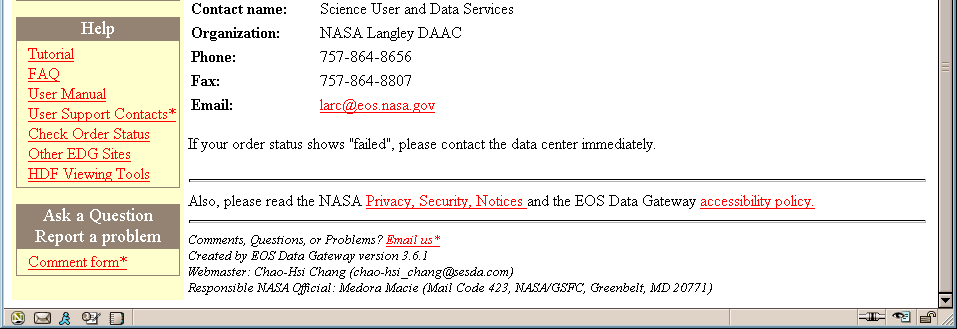 Help
Tutorial
FAQ
User Manual
User Support Contacts*
Check Order Status
Other EDG Sites
HDF Viewing Tools
Ask a Question
Report a problem
Comment form*
Contact name: Science User and Data Services
Organization: NASA Langley DAAC
Phone: 757-864-8656
Fax: 757-864-8807
Email: larc@eos.nasa.gov
If your order status shows "failed", please contact the data center immediately.
Also, please read the NASA Privacy, Security, Notices and the EOS Data Gateway accessibility policy.
Comments, Questions, or Problems? Email us*
Created by EOS Data Gateway version 3.6.1
Webmaster: Chao-Hsi Chang (chao-hsi_chang@sesda.com)
Responsible NASA Official: Medora Macie (Mail Code 423, NASA/GSFC, Greenbelt, MD 20771)